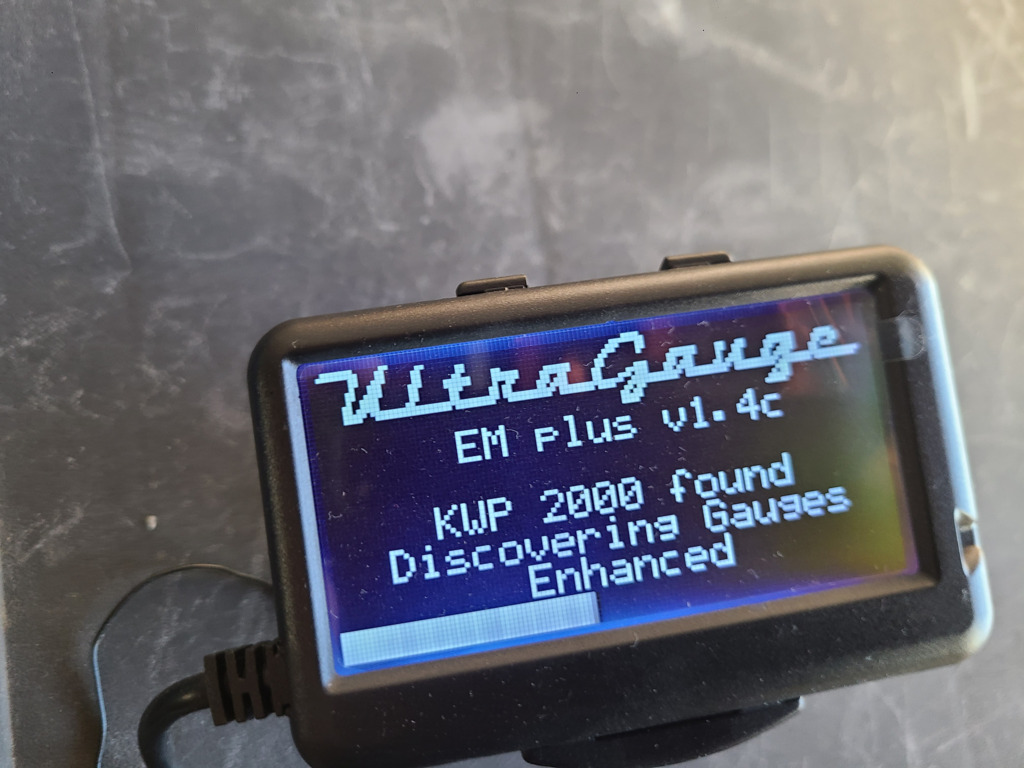 UltraGauge
EM plus v1.4c
KWP 2000 found
Discovering Gauges
Enhanced